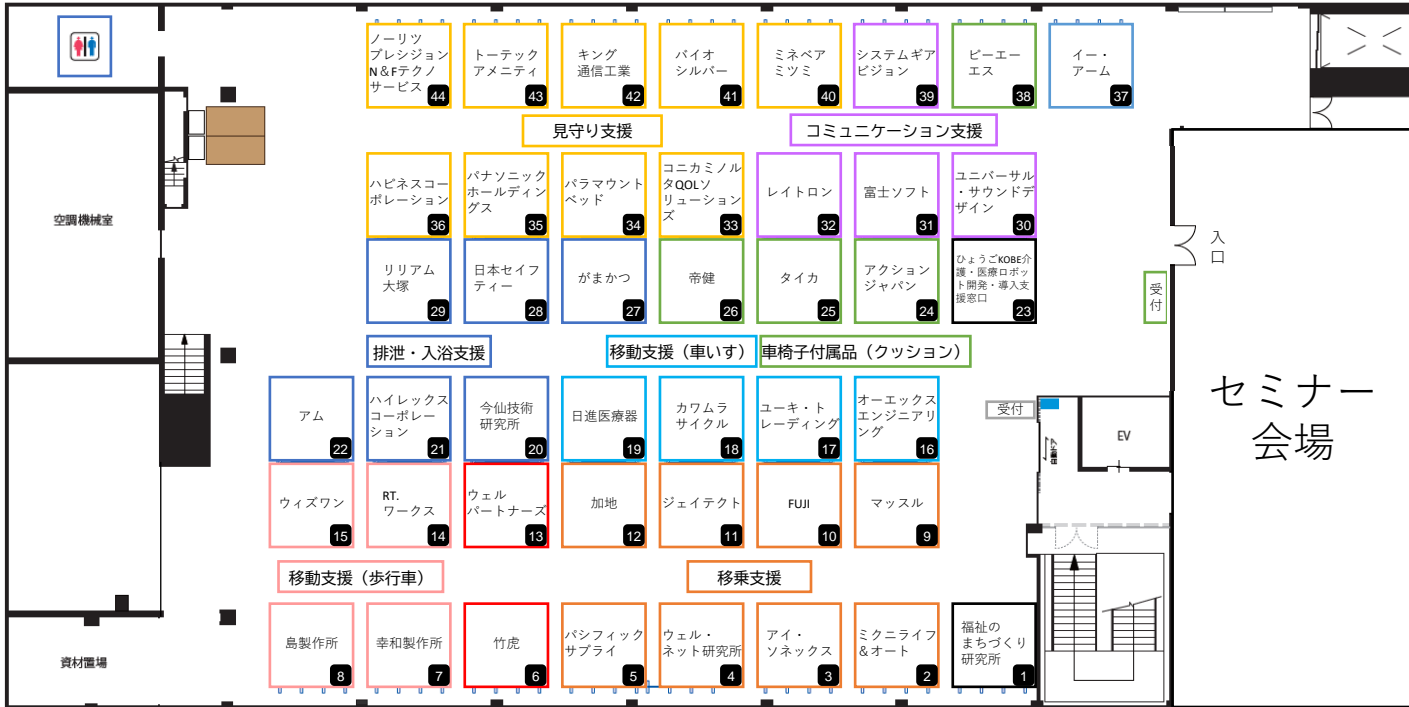 ノーリツ
プレシジョン
N＆Fテクノ
サービス
44
トーテック
アメニティ
43
キング
通信工業
42
バイオ
シルバー
41
ミネベア
ミツミ
40
システムギア
ビジョン
39
ピーエー
エス
38
イー・
アーム
37
見守り支援
コミュニケーション支援
ハピネスコー
ポレーション
36
パナソニック
ホールディン
グス
35
パラマウント
ベッド
34
コニカミノル
タQOLソ
リューション
ズ
33
レイトロン
32
富士ソフト
31
ユニバーサル
・サウンドデ
ザイン
30
空調機械室
入口
受付
リリアム
大塚
29
日本セイフ
ティー
28
がまかつ
27
帝健
26
タイカ
25
アクション
ジャパン
24
ひょうごKOBE介
護・医療ロボッ
ト開発・導入支
援窓口
23
排泄・入浴支援
移動支援（車いす）
車椅子付属品（クッション）
アム
22
ハイレックス
コーポレー
ション
21
今仙技術
研究所
20
日進医療器
19
カワムラ
サイクル
18
ユーキ・ト
レーディング
17
オーエックス
エンジニアリ
ング
16
受付
自動ドア
EV
セミナー
会場
ウィズワン
15
RT.
ワークス
14
ウェル
パートナーズ
13
加地
12
ジェイテクト
11
FUJI
10
マッスル
9
移動支援（歩行車）
移乗支援
島製作所
8
幸和製作所
7
竹虎
6
パシフィック
サプライ
5
ウェル・
ネット研究所
4
アイ・
ソネックス
3
ミクニライフ
＆オート
2
福祉の
まちづくり
研究所
1
資材置場